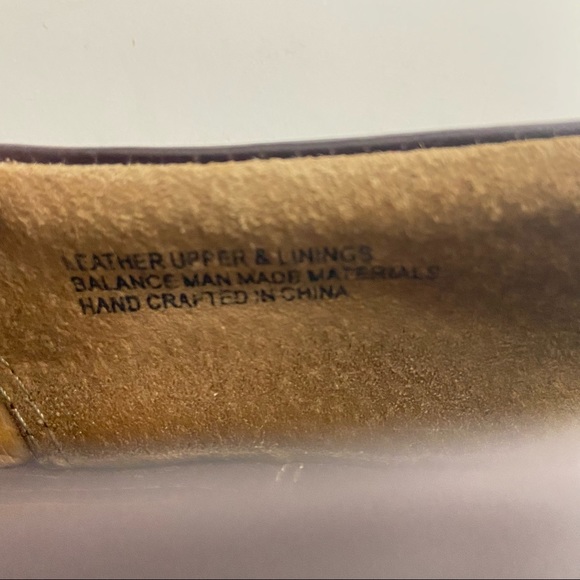 LEATHER UPPER & LININGS
BALANCE MAN MADE MATERIALS
HAND CRAFTED IN CHINA